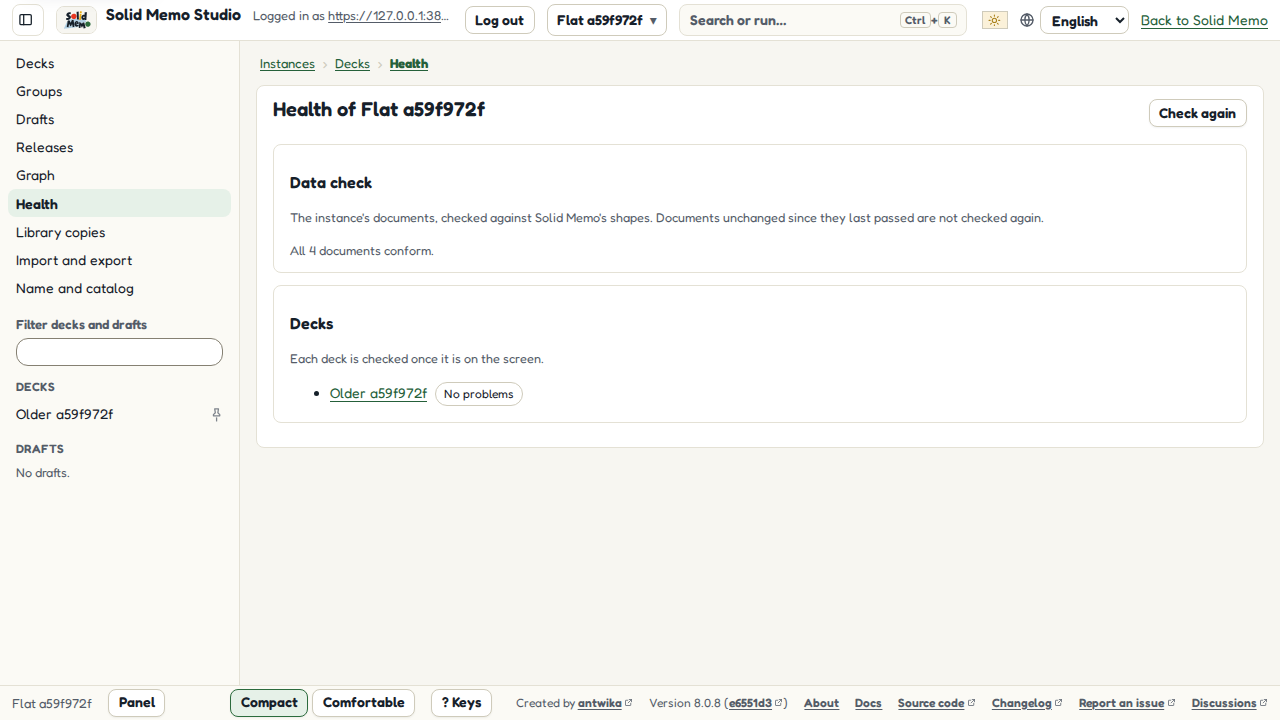 Solid Memo
Solid Memo Studio
Logged in as https://127.0.0.1:38...
Log out
Flat a59f972f ▾
Search or run...
Ctrl+K
English
Back to Solid Memo
Decks
Groups
Drafts
Releases
Graph
Health
Library copies
Import and export
Name and catalog
Filter decks and drafts
DECKS
Older a59f972f
DRAFTS
No drafts.
Instances › Decks › Health
Health of Flat a59f972f
Check again
Data check
The instance's documents, checked against Solid Memo's shapes. Documents unchanged since they last passed are not checked again.
All 4 documents conform.
Decks
Each deck is checked once it is on the screen.
• Older a59f972f No problems
Flat a59f972f
Panel
Compact
Comfortable
? Keys
Created by antwika
Version 8.0.8 (e6551d3)
About
Docs
Source code
Changelog
Report an issue
Discussions